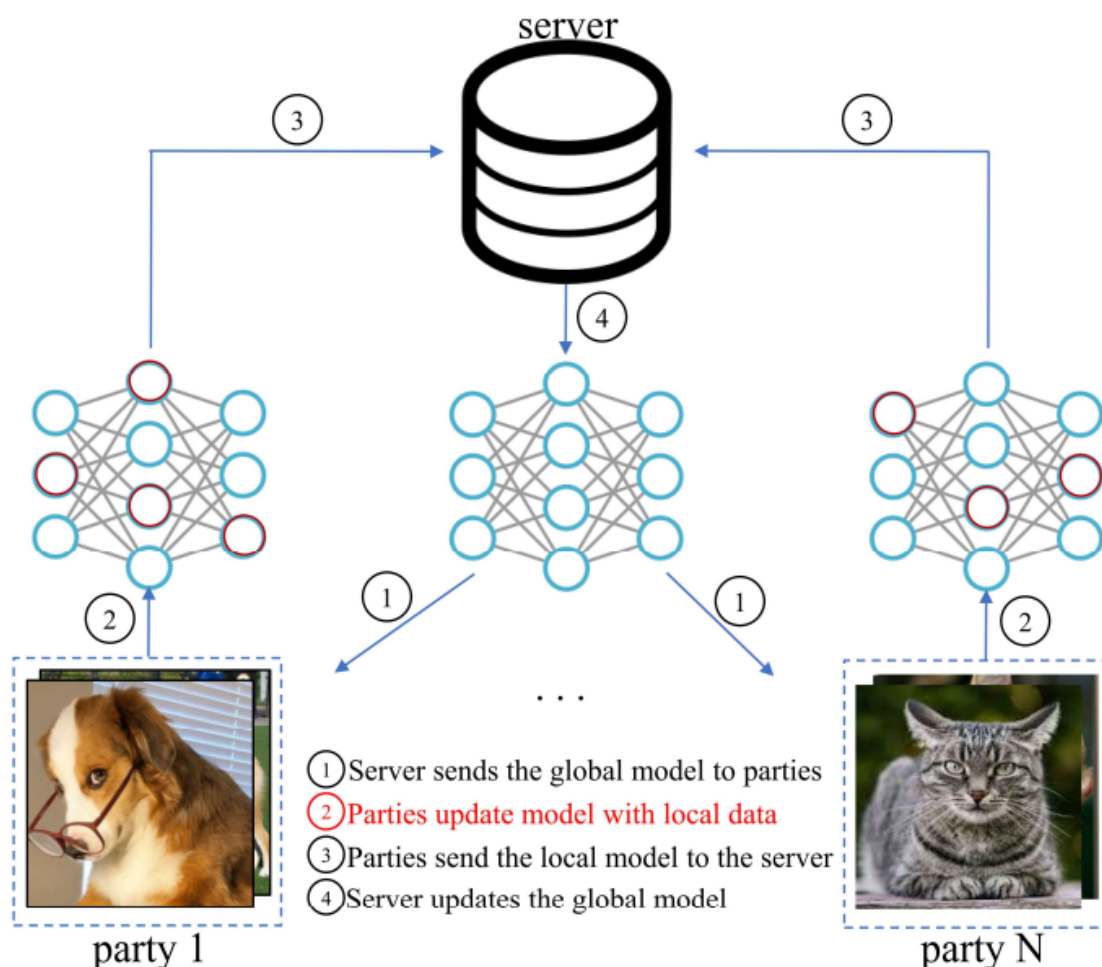 server
3
3
4
1
1
2
2
. . .
1 Server sends the global model to parties
2 Parties update model with local data
3 Parties send the local model to the server
4 Server updates the global model
party 1
party N